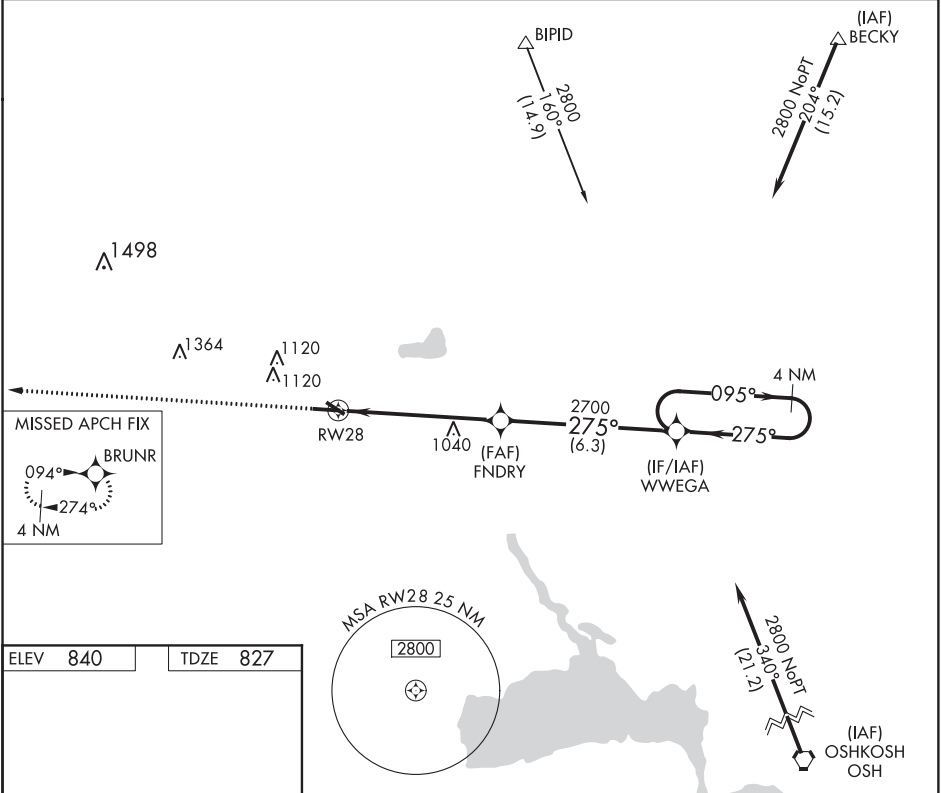 BIPID
2800
160°
(14.9)
(IAF)
BECKY
2800 NoPT
204°
(15.2)
1498
1364
1120
1120
RW28
1040
(FAF)
FNDRY
2700
275°
(6.3)
(IF/IAF)
WWEGA
095°
4 NM
275°
MISSED APCH FIX
BRUNR
094°
274°
4 NM
MSA RW28 25 NM
2800
ELEV 840
TDZE 827
2800 NoPT
340°
(21.2)
(IAF)
OSHKOSH
OSH